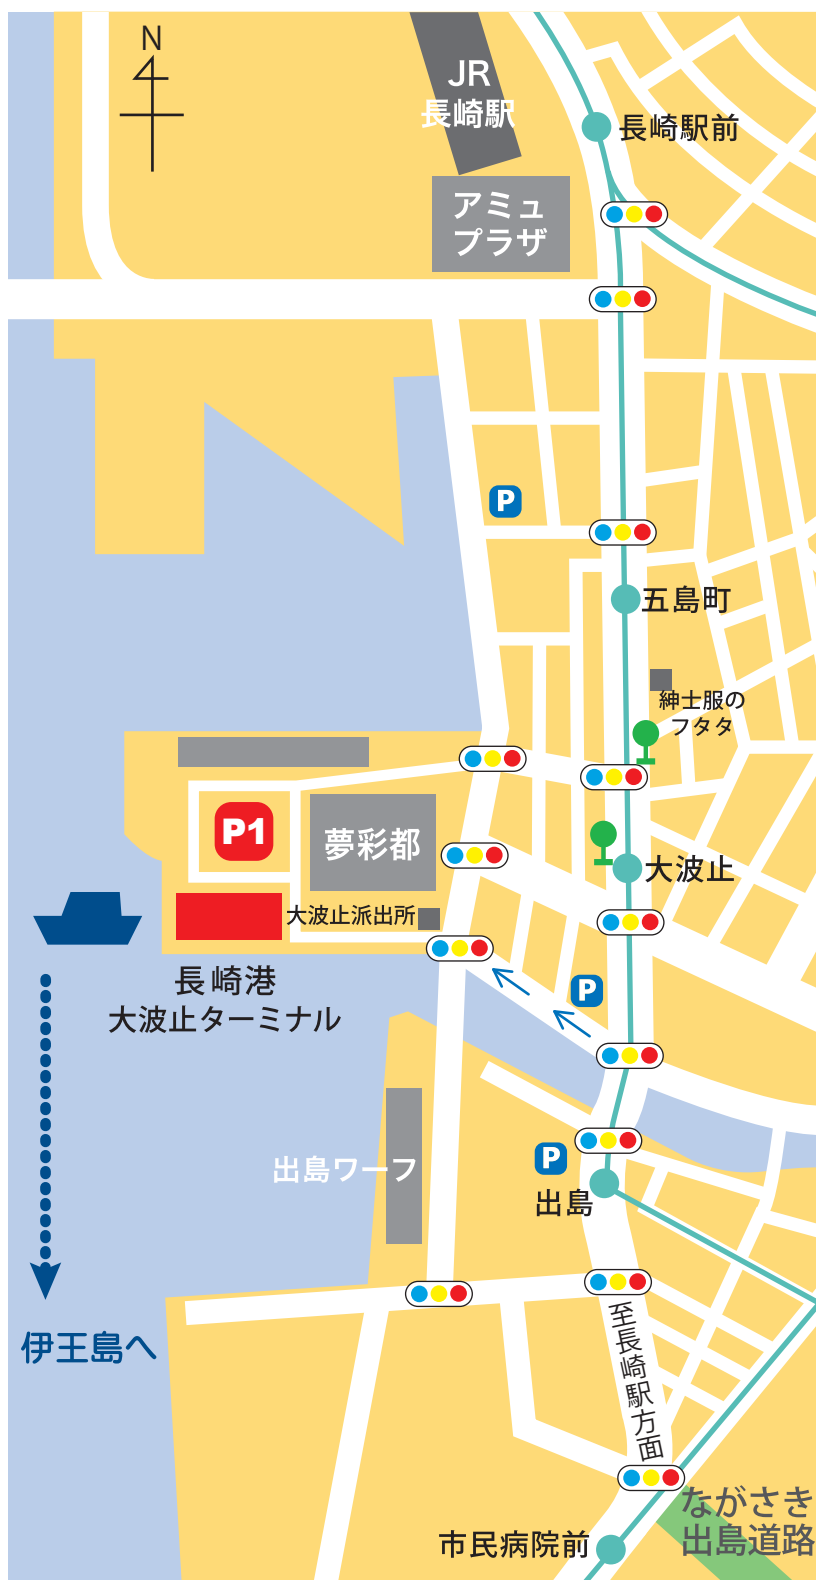 N
JR
長崎駅
長崎駅前
アミュ
プラザ
P
五島町
紳士服の
フタタ
P1
夢彩都
大波止
大波止派出所
長崎港
大波止ターミナル
P
出島ワーフ
P
出島
伊王島へ
至長崎駅方面
ながさき
出島道路
市民病院前